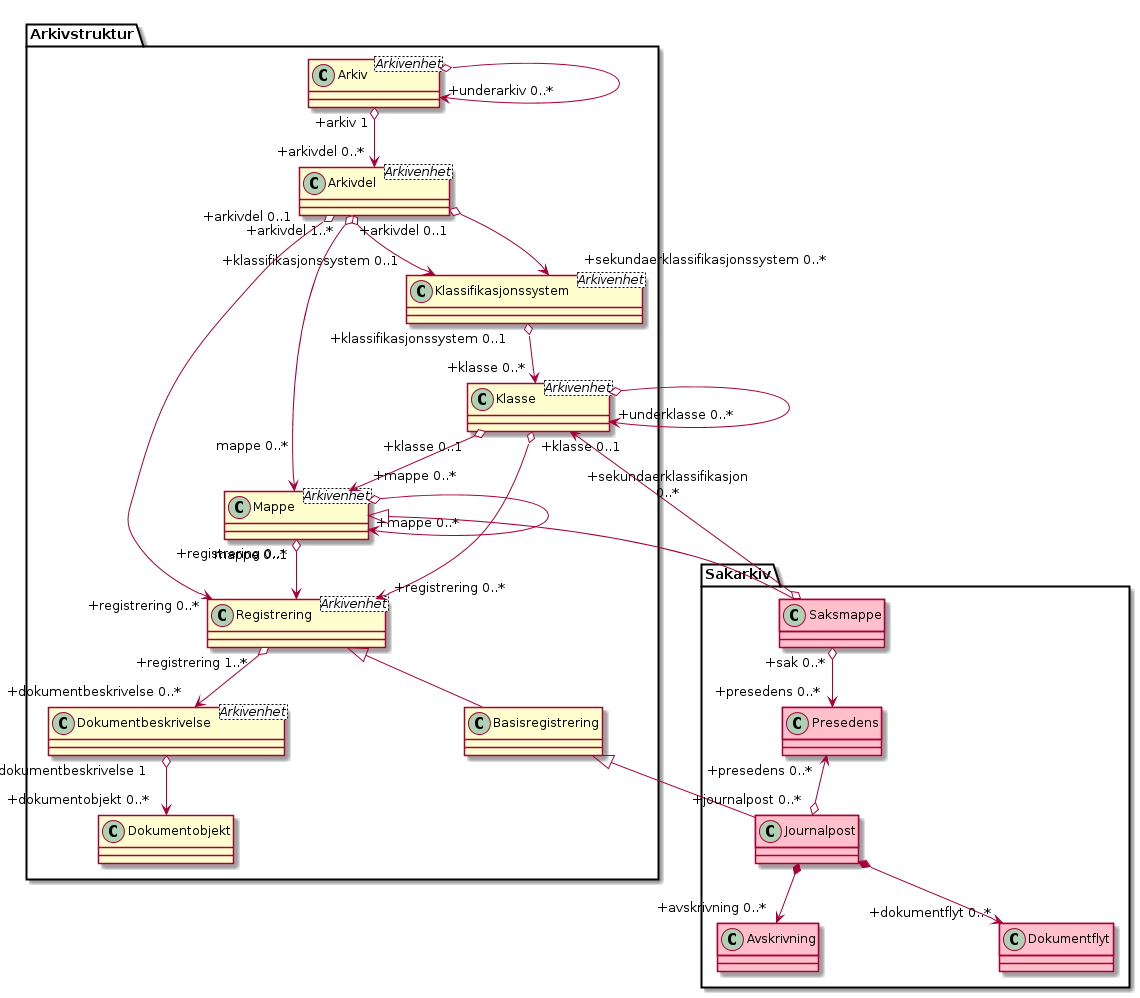 Arkivstruktur
Arkivenhet
C Arkiv
+underarkiv 0..*
+arkiv 1
+arkivdel 0..*
Arkivenhet
C Arkivdel
+arkivdel 0..1
+arkivdel 1..*
+arkivdel 0..1
+klassifikasjonssystem 0..1
+sekundaerklassifikasjonssystem 0..*
Arkivenhet
C Klassifikasjonssystem
+klassifikasjonssystem 0..1
+klasse 0..*
Arkivenhet
C Klasse
+underklasse 0..*
mappe 0..*
+klasse 0..1
+klasse 0..1
+mappe 0..*
+sekundaerklassifikasjon
0..*
Arkivenhet
C Mappe
+mappe 0..*
+registrering 0..*
mappe 0..1
Sakarkiv
+registrering 0..*
+registrering 0..*
Arkivenhet
C Registrering
C Saksmappe
+registrering 1..*
+sak 0..*
+dokumentbeskrivelse 0..*
+presedens 0..*
Arkivenhet
C Dokumentbeskrivelse
C Basisregistrering
C Presedens
dokumentbeskrivelse 1
+presedens 0..*
+dokumentobjekt 0..*
+journalpost 0..*
C Dokumentobjekt
C Journalpost
+avskrivning 0..*
+dokumentflyt 0..*
C Avskrivning
C Dokumentflyt